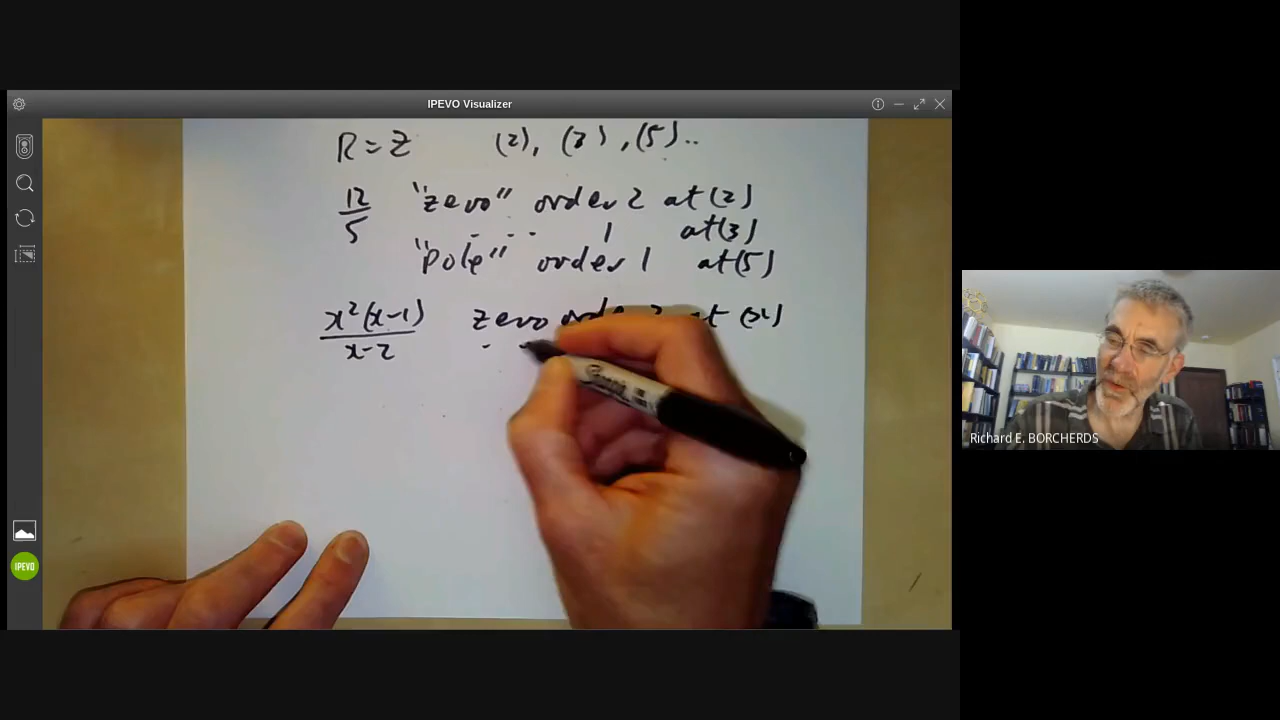 IPEVO Visualizer
R = Z (2), (3), (5)..
12/5 "zero" order 2 at (2)
- - - 1 at (3)
"Pole" order 1 at (5)
x²(x-1)/x-2 zero at (x)
IPEVO
Richard E. BORCHERDS